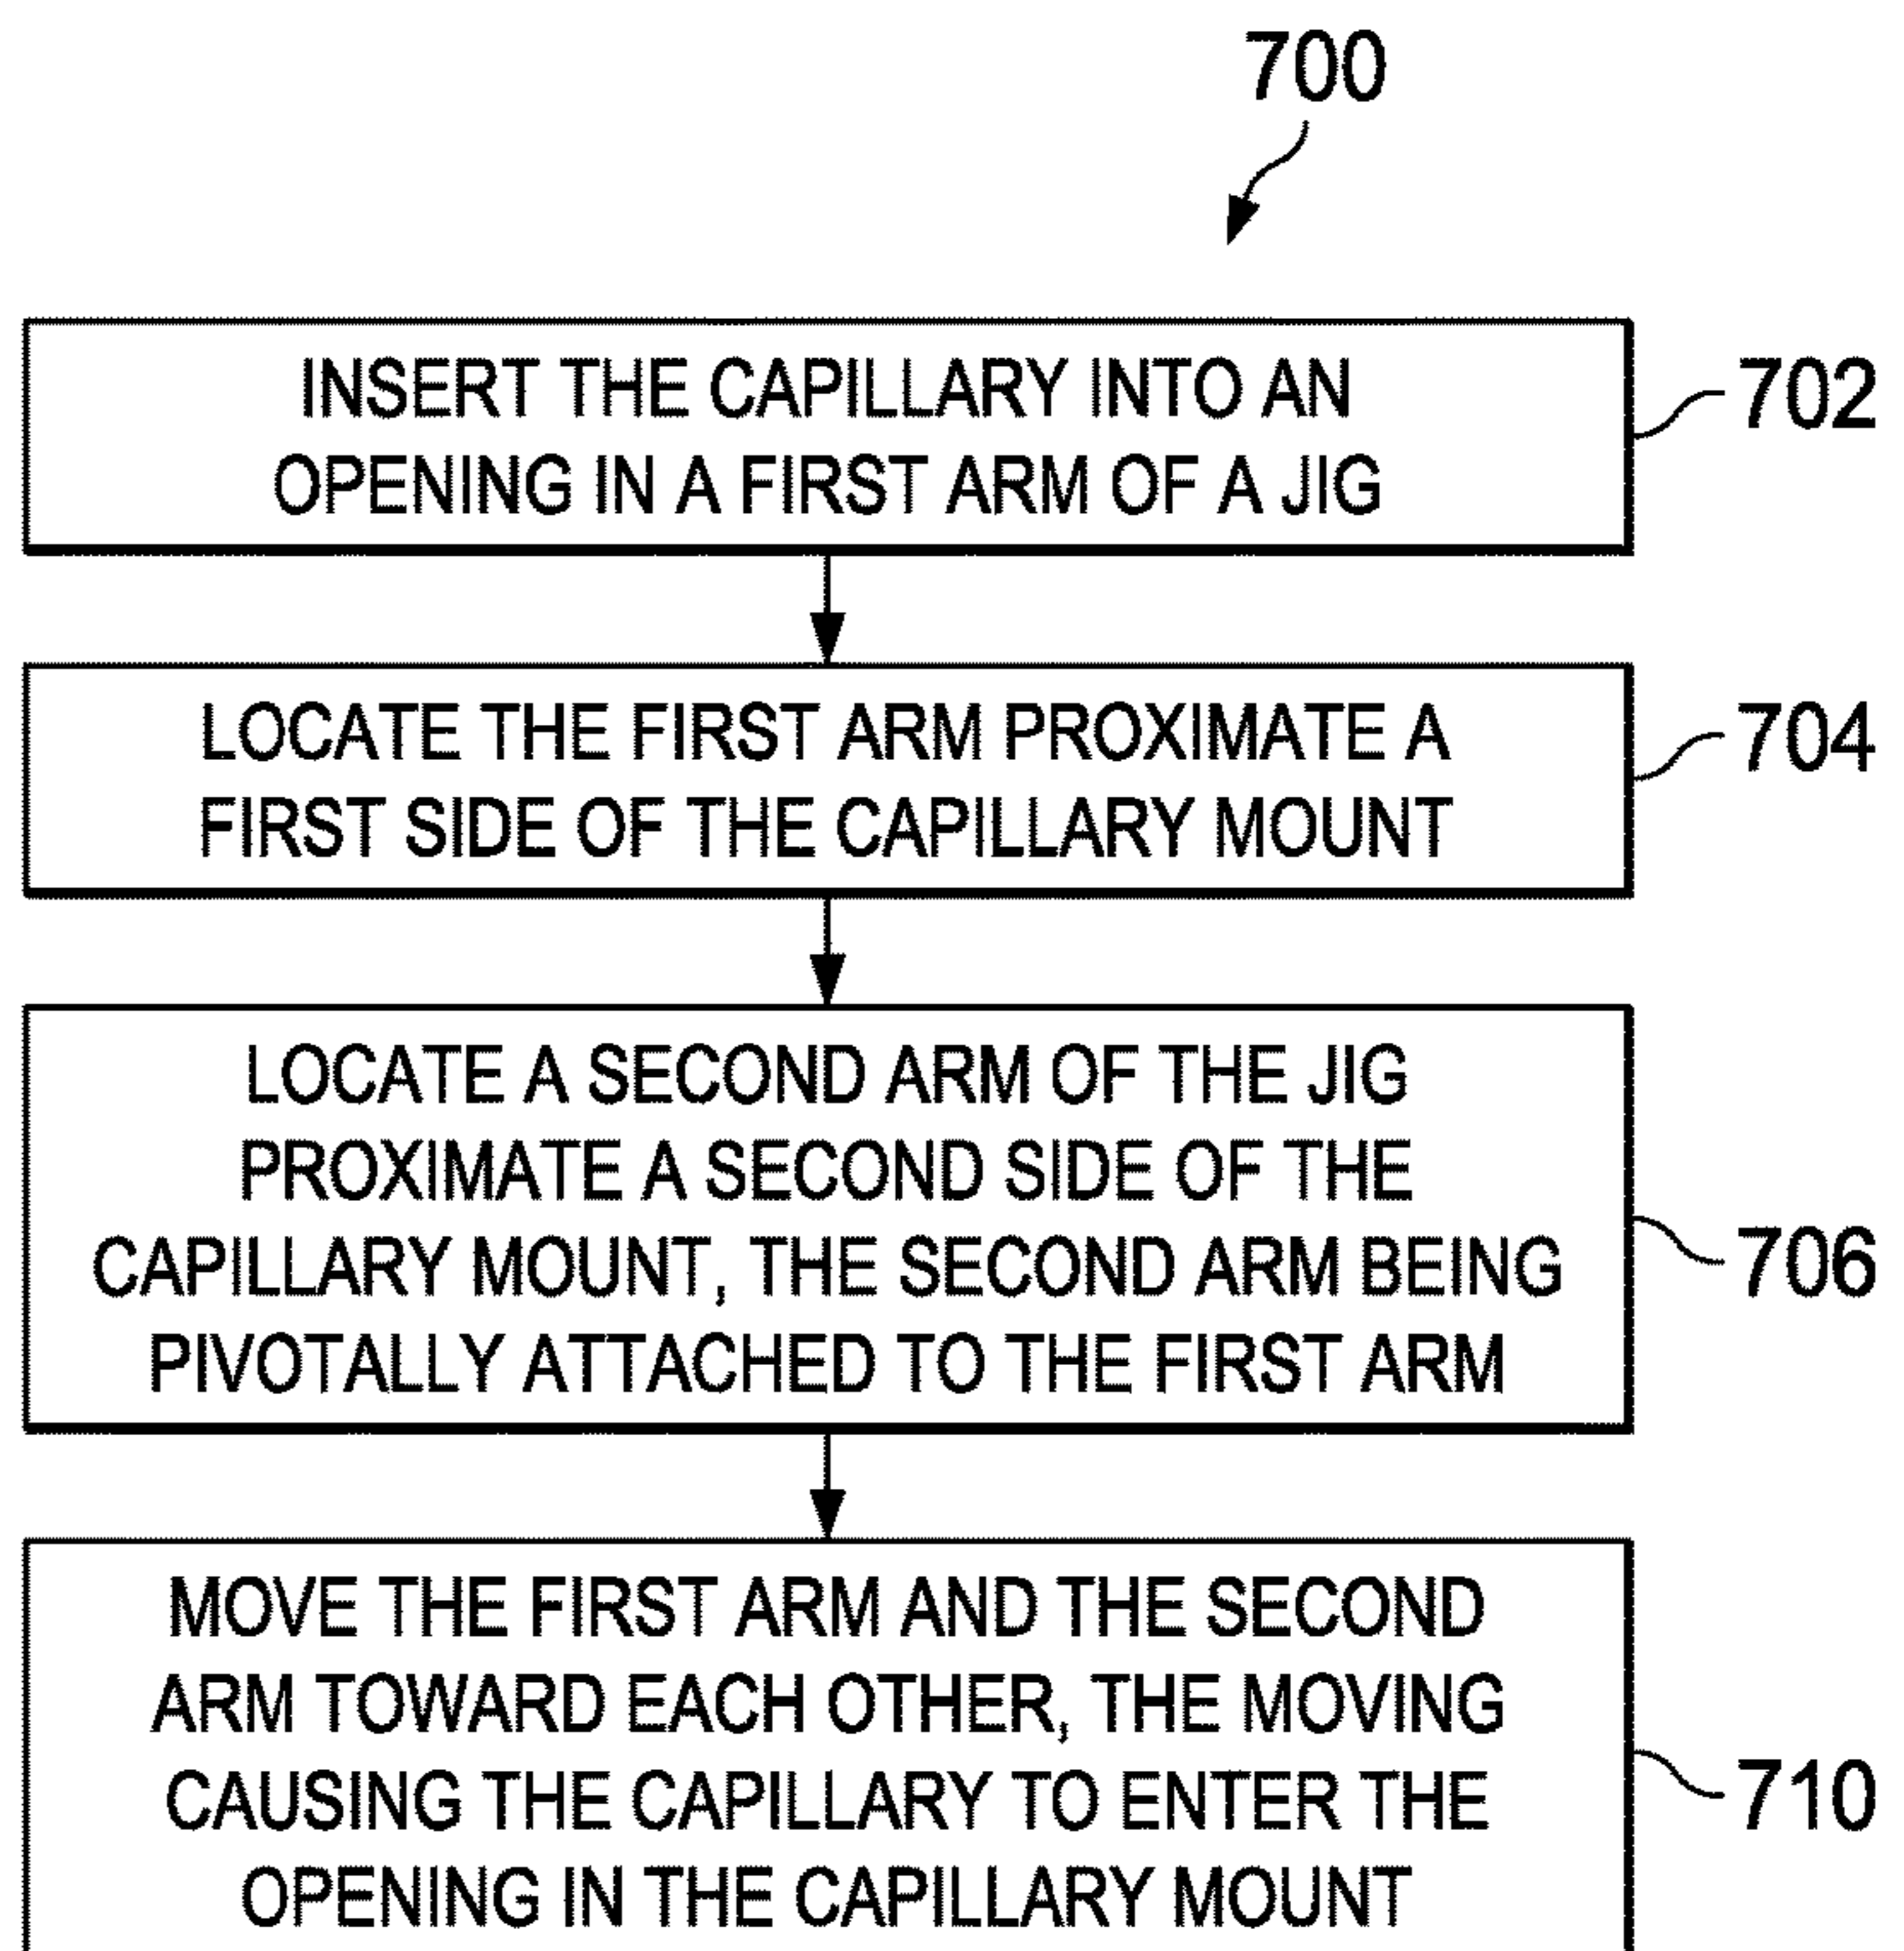 700
INSERT THE CAPILLARY INTO AN
OPENING IN A FIRST ARM OF A JIG
702
LOCATE THE FIRST ARM PROXIMATE A
FIRST SIDE OF THE CAPILLARY MOUNT
704
LOCATE A SECOND ARM OF THE JIG
PROXIMATE A SECOND SIDE OF THE
CAPILLARY MOUNT, THE SECOND ARM BEING
PIVOTALLY ATTACHED TO THE FIRST ARM
706
MOVE THE FIRST ARM AND THE SECOND
ARM TOWARD EACH OTHER, THE MOVING
CAUSING THE CAPILLARY TO ENTER THE
OPENING IN THE CAPILLARY MOUNT
710